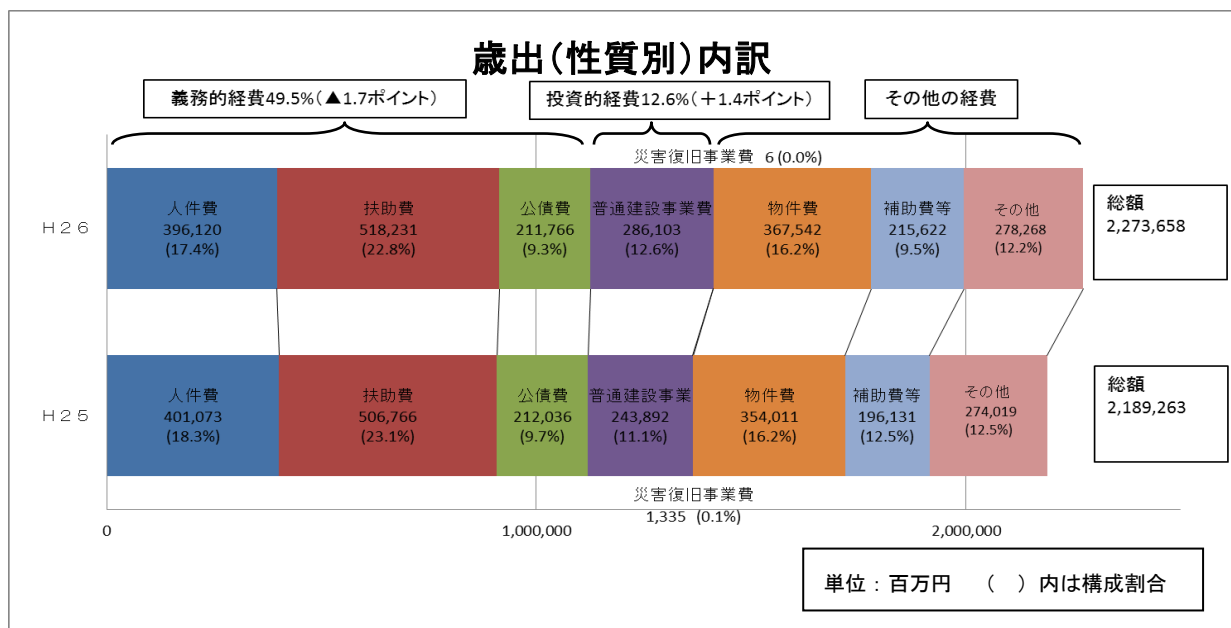 歳出(性質別)内訳
義務的経費49.5%(▲1.7ポイント)
投資的経費12.6%(+1.4ポイント)
その他の経費
災害復旧事業費 6 (0.0%)
H26
人件費
396,120
(17.4%)
扶助費
518,231
(22.8%)
公債費
211,766
(9.3%)
普通建設事業費
286,103
(12.6%)
物件費
367,542
(16.2%)
補助費等
215,622
(9.5%)
その他
278,268
(12.2%)
総額
2,273,658
H25
人件費
401,073
(18.3%)
扶助費
506,766
(23.1%)
公債費
212,036
(9.7%)
普通建設事業
243,892
(11.1%)
物件費
354,011
(16.2%)
補助費等
196,131
(12.5%)
その他
274,019
(12.5%)
総額
2,189,263
災害復旧事業費
1,335 (0.1%)
0
1,000,000
2,000,000
単位:百万円 ( )内は構成割合